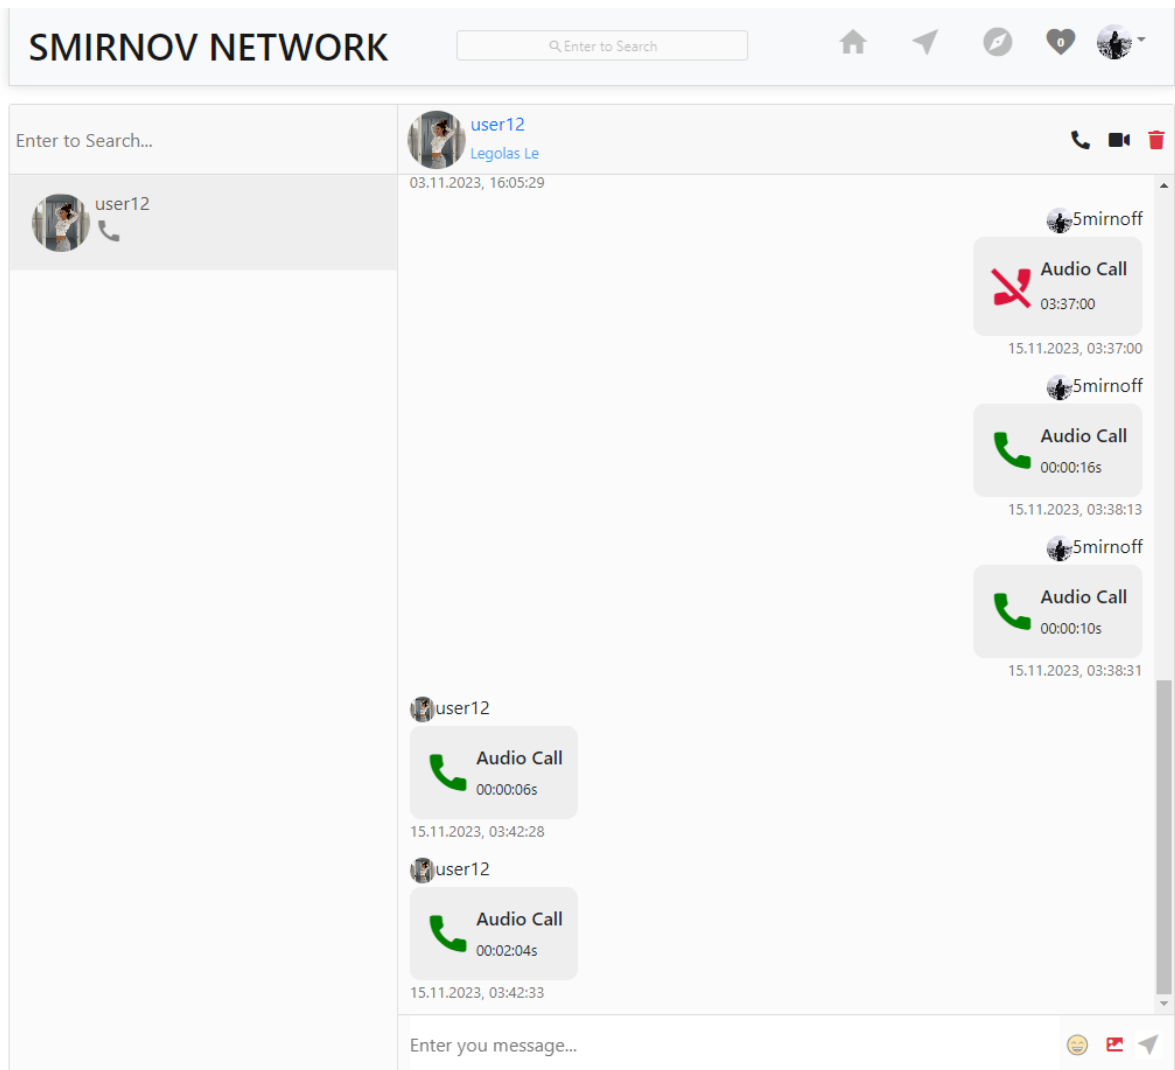 SMIRNOV NETWORK
Enter to Search
0
Enter to Search...
user12
user12
Legolas Le
03.11.2023, 16:05:29
5mirnoff
Audio Call
03:37:00
15.11.2023, 03:37:00
5mirnoff
Audio Call
00:00:16s
15.11.2023, 03:38:13
5mirnoff
Audio Call
00:00:10s
15.11.2023, 03:38:31
user12
Audio Call
00:00:06s
15.11.2023, 03:42:28
user12
Audio Call
00:02:04s
15.11.2023, 03:42:33
Enter you message...